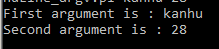 First argument is : kanhu
Second argument is : 28